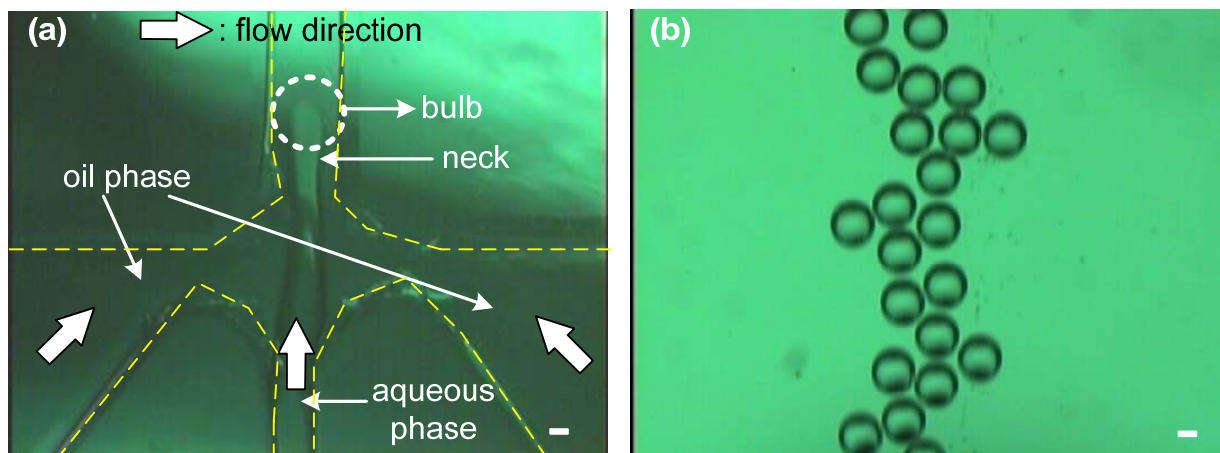 (a)
: flow direction
bulb
neck
oil phase
aqueous
phase
(b)